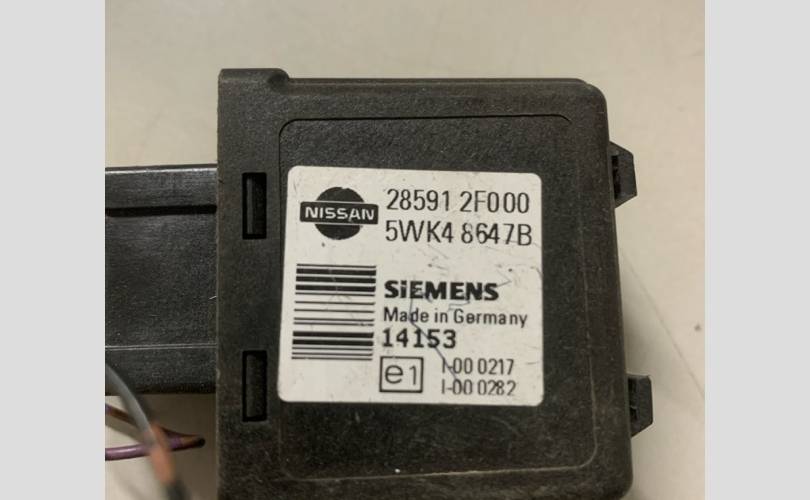 NISSAN
28591 2F000
5WK4 8647B
SIEMENS
Made in Germany
14153
e1
I-00 0217
I-00 0282